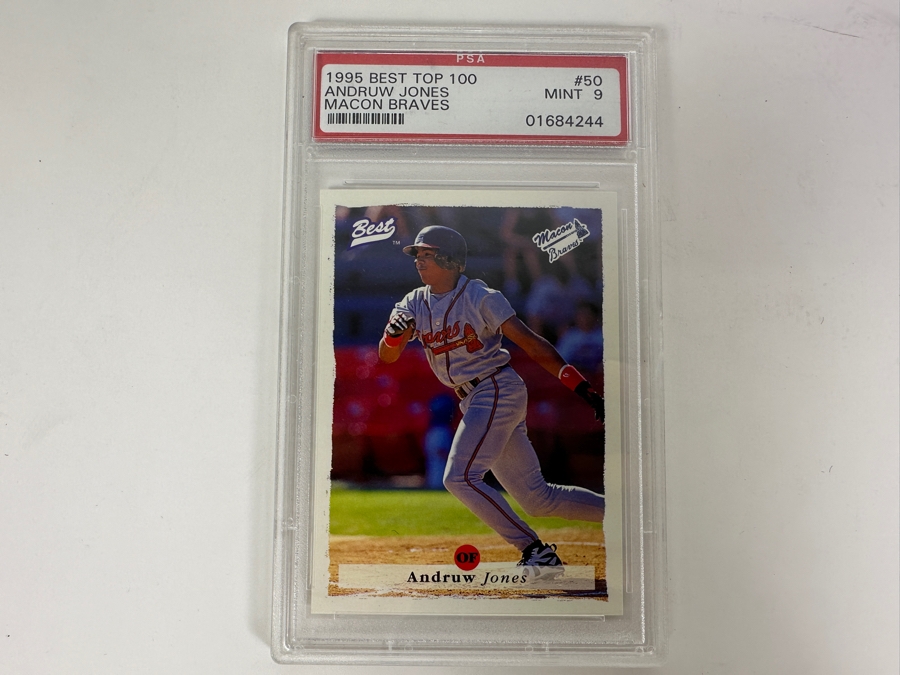 PSA
1995 BEST TOP 100 #50
ANDRUW JONES MINT 9
MACON BRAVES
01684244
Best TM
Macon
Braves
OF
Andruw Jones